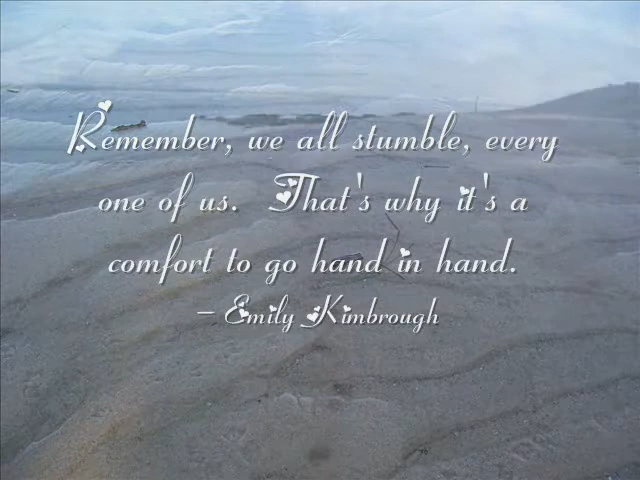 Remember, we all stumble, every
one of us. That's why it's a
comfort to go hand in hand.
- Emily Kimbrough